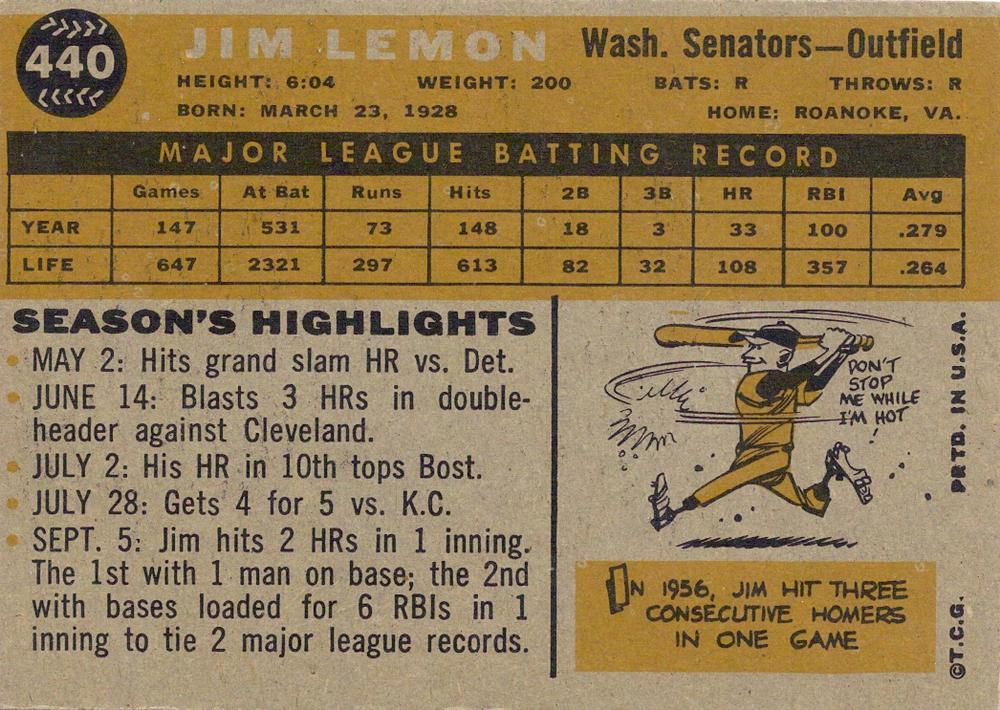 440
JIM LEMON Wash. Senators—Outfield
HEIGHT: 6:04 WEIGHT: 200 BATS: R THROWS: R
BORN: MARCH 23, 1928 HOME: ROANOKE, VA.
MAJOR LEAGUE BATTING RECORD
Games At Bat Runs Hits 2B 3B HR RBI Avg
YEAR 147 531 73 148 18 3 33 100 .279
LIFE 647 2321 297 613 82 32 108 357 .264
SEASON'S HIGHLIGHTS
• MAY 2: Hits grand slam HR vs. Det.
• JUNE 14: Blasts 3 HRs in double-
header against Cleveland.
• JULY 2: His HR in 10th tops Bost.
• JULY 28: Gets 4 for 5 vs. K.C.
• SEPT. 5: Jim hits 2 HRs in 1 inning.
The 1st with 1 man on base; the 2nd
with bases loaded for 6 RBIs in 1
inning to tie 2 major league records.
DON'T
STOP
ME WHILE
I'M HOT
!
IN 1956, JIM HIT THREE
CONSECUTIVE HOMERS
IN ONE GAME
©T.C.G. PRTD. IN U.S.A.